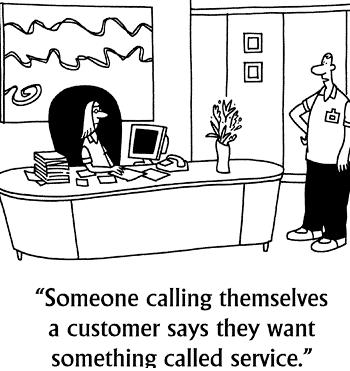 “Someone calling themselves
a customer says they want
something called service.”